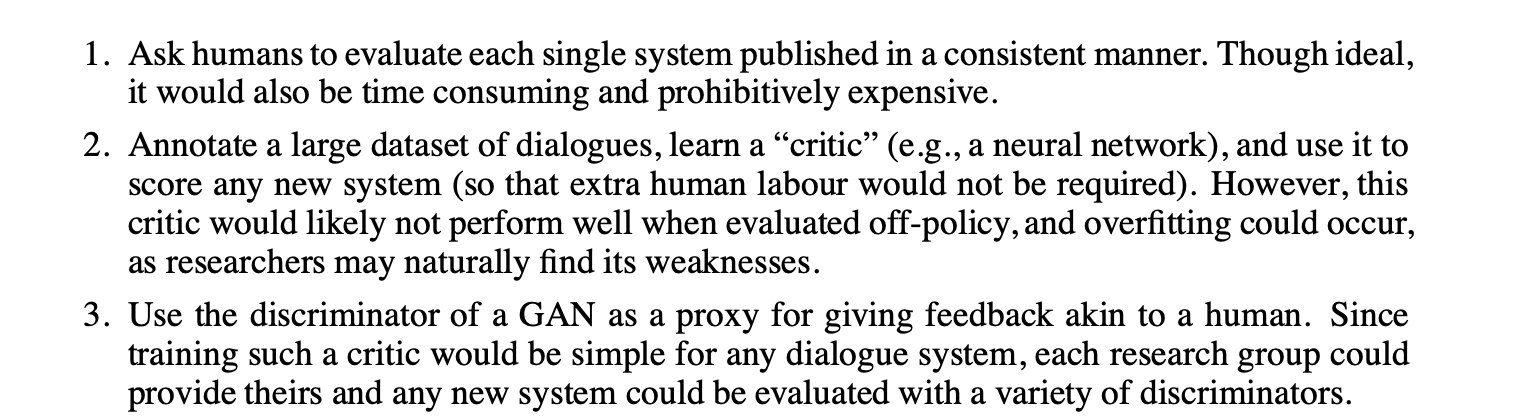 1. Ask humans to evaluate each single system published in a consistent manner. Though ideal,
it would also be time consuming and prohibitively expensive.
2. Annotate a large dataset of dialogues, learn a “critic” (e.g., a neural network), and use it to
score any new system (so that extra human labour would not be required). However, this
critic would likely not perform well when evaluated off-policy, and overfitting could occur,
as researchers may naturally find its weaknesses.
3. Use the discriminator of a GAN as a proxy for giving feedback akin to a human. Since
training such a critic would be simple for any dialogue system, each research group could
provide theirs and any new system could be evaluated with a variety of discriminators.